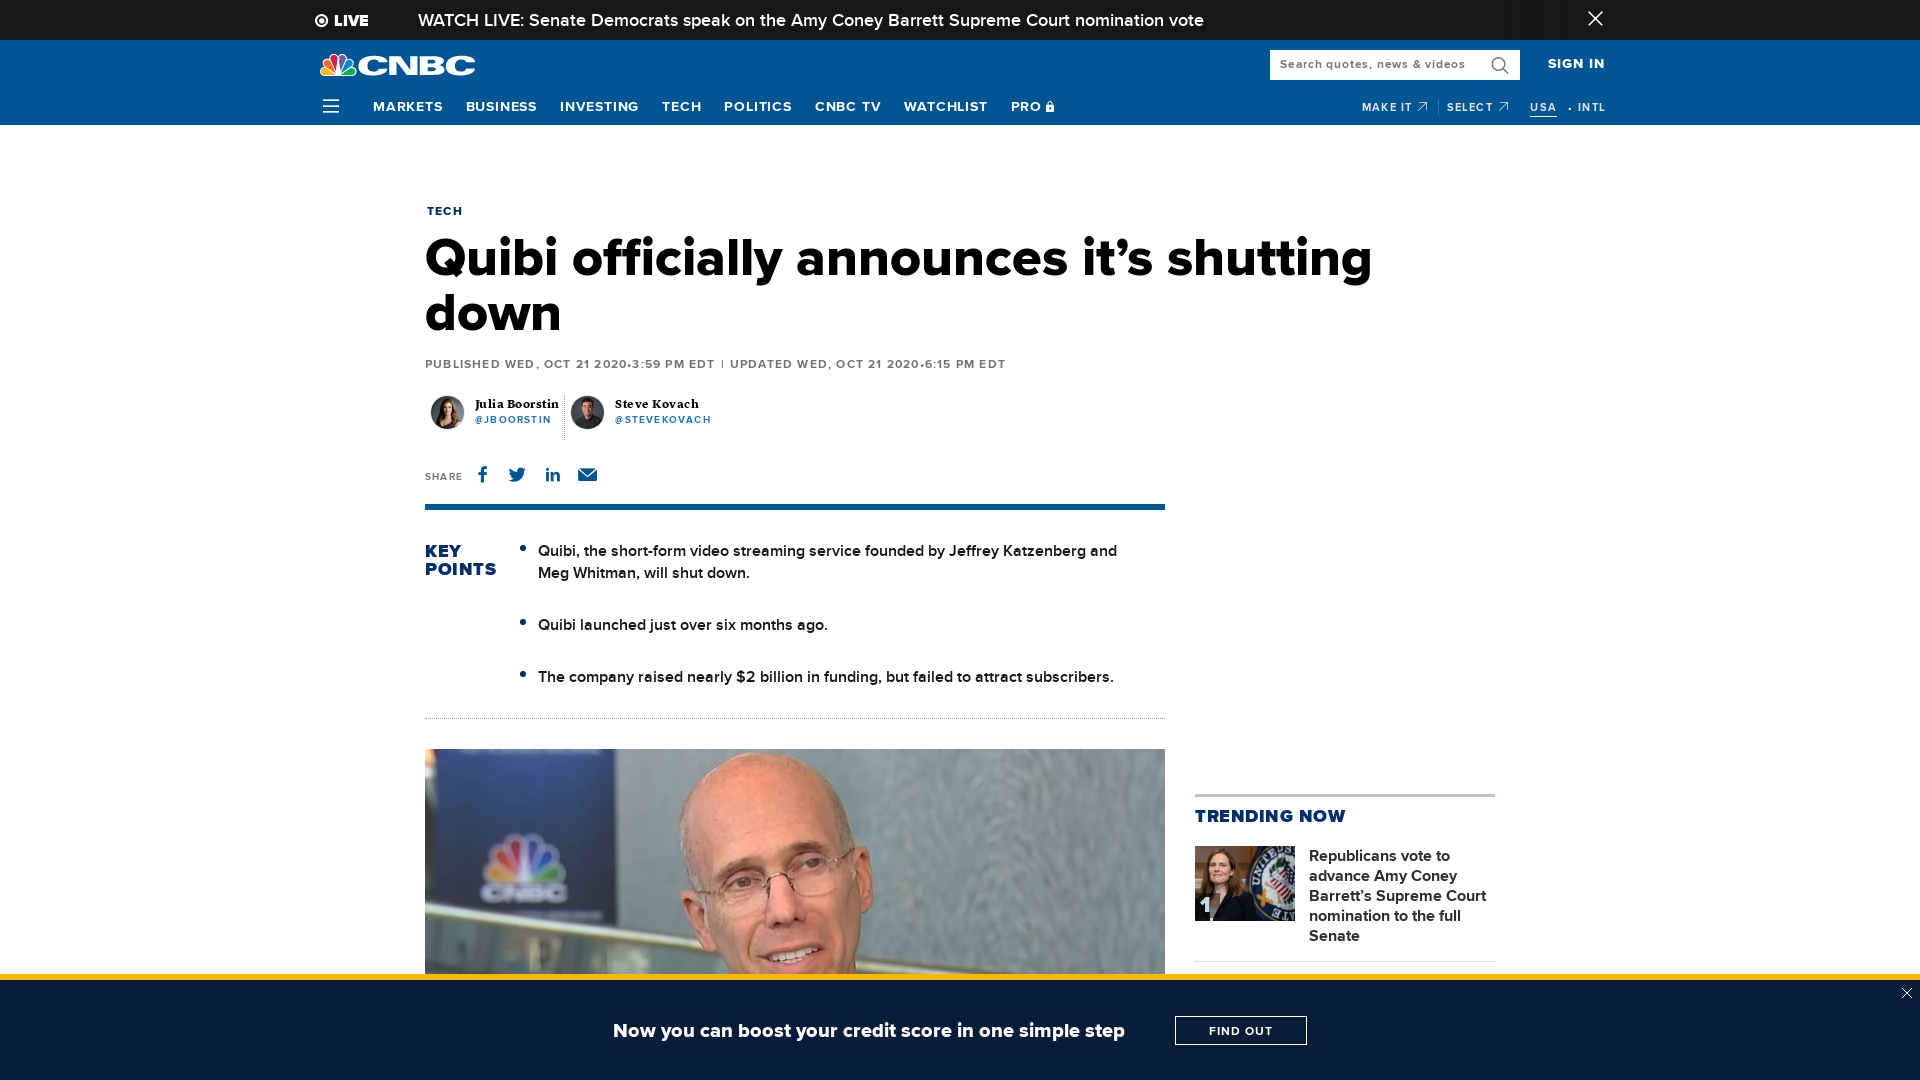 LIVE
WATCH LIVE: Senate Democrats speak on the Amy Coney Barrett Supreme Court nomination vote
CNBC
Search quotes, news & videos
SIGN IN
MARKETS
BUSINESS
INVESTING
TECH
POLITICS
CNBC TV
WATCHLIST
PRO
MAKE IT
SELECT
USA
• INTL
TECH
Quibi officially announces it’s shutting
down
PUBLISHED WED, OCT 21 2020•3:59 PM EDT | UPDATED WED, OCT 21 2020•6:15 PM EDT
Julia Boorstin
@JBOORSTIN
Steve Kovach
@STEVEKOVACH
SHARE
KEY
POINTS
Quibi, the short-form video streaming service founded by Jeffrey Katzenberg and
Meg Whitman, will shut down.
Quibi launched just over six months ago.
The company raised nearly $2 billion in funding, but failed to attract subscribers.
CNBC
TRENDING NOW
1
Republicans vote to
advance Amy Coney
Barrett’s Supreme Court
nomination to the full
Senate
Now you can boost your credit score in one simple step
FIND OUT